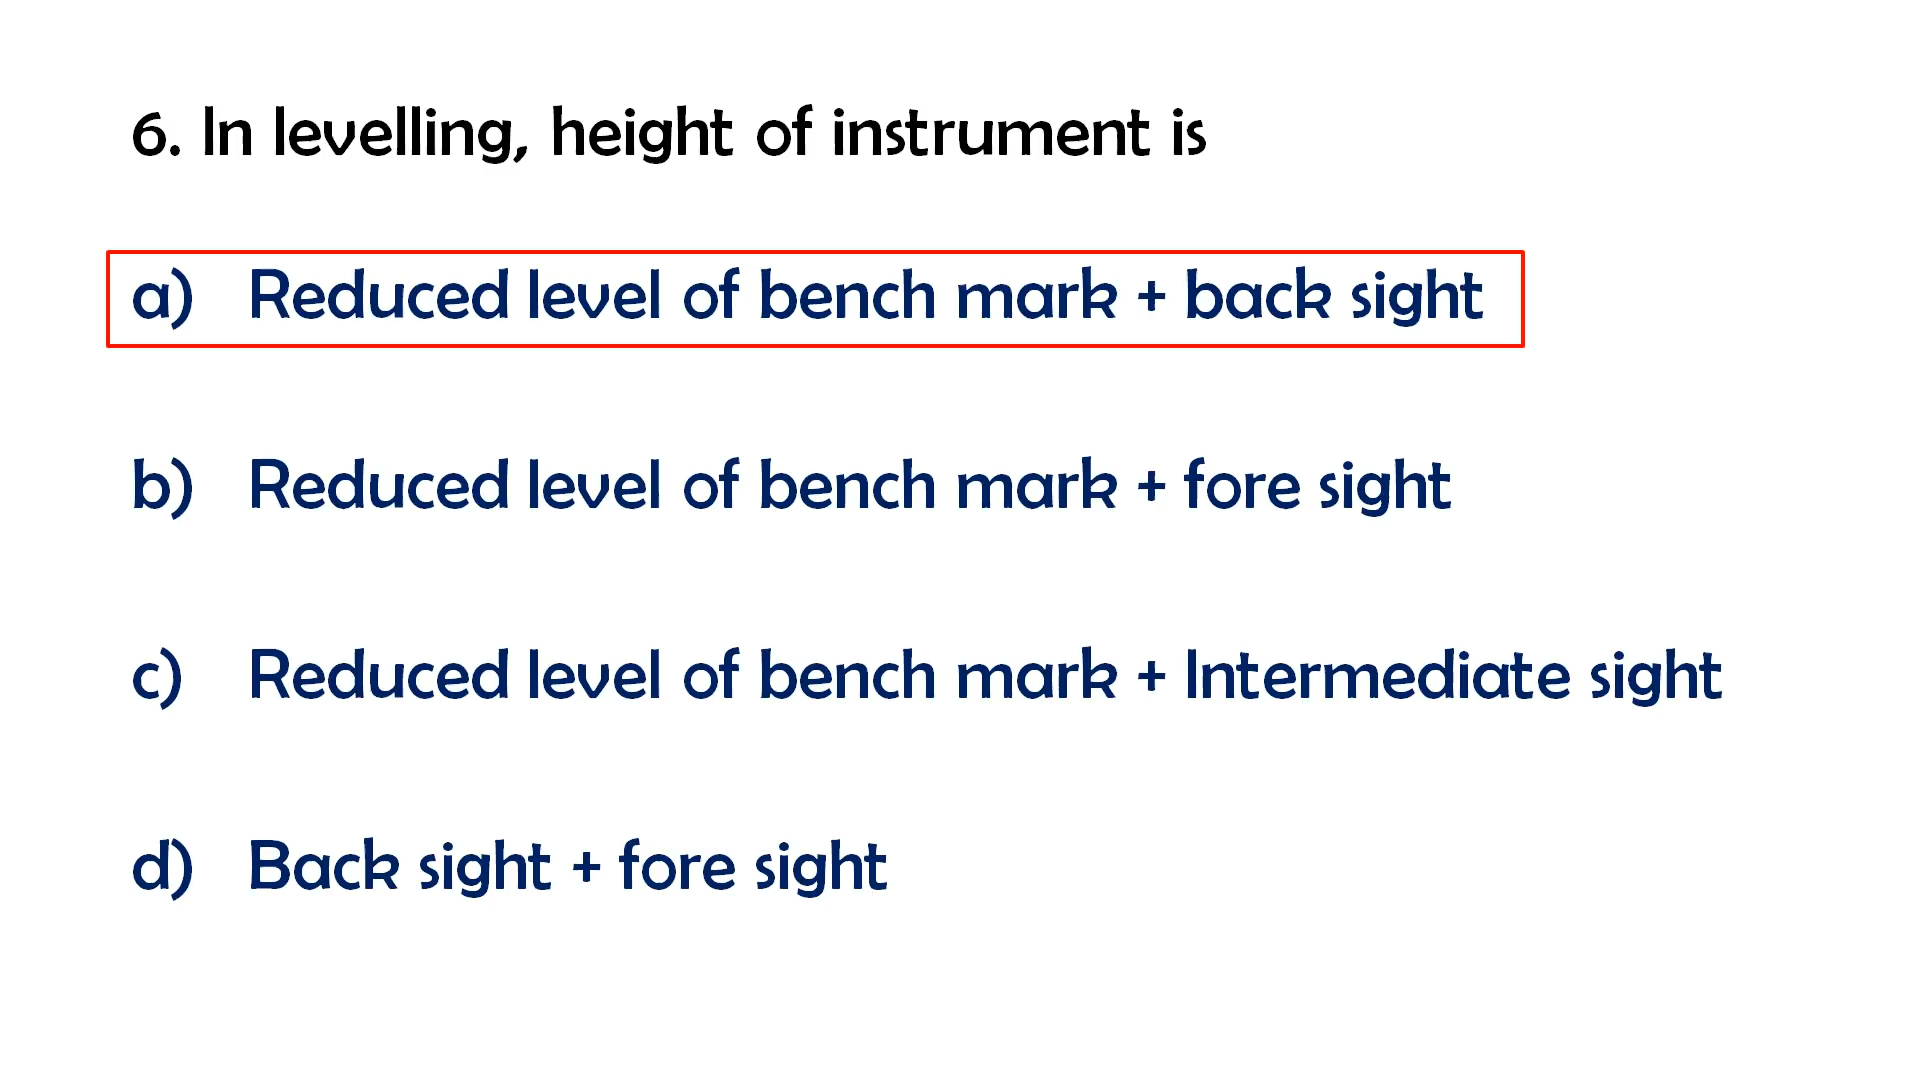 6. In levelling, height of instrument is
a) Reduced level of bench mark + back sight
b) Reduced level of bench mark + fore sight
c) Reduced level of bench mark + Intermediate sight
d) Back sight + fore sight